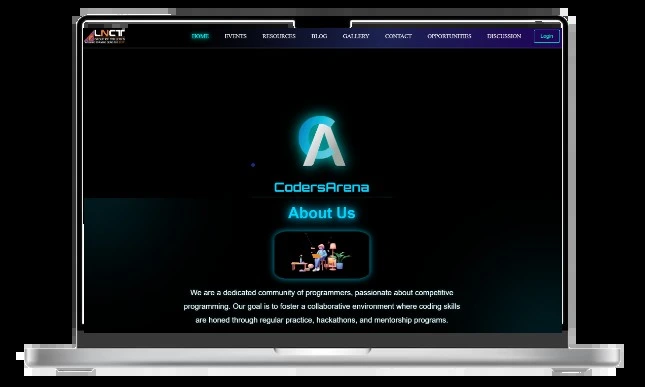 LNCT
HOME EVENTS RESOURCES BLOG GALLERY CONTACT OPPORTUNITIES DISCUSSION Login
CA
CodersArena
About Us
We are a dedicated community of programmers, passionate about competitive
programming. Our goal is to foster a collaborative environment where coding skills
are honed through regular practice, hackathons, and mentorship programs.